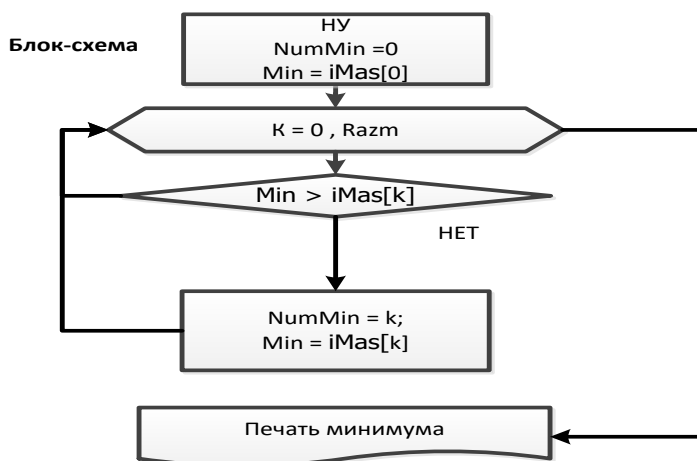 Блок-схема
НУ
NumMin =0
Min = iMas[0]
К = 0 , Razm
Min > iMas[k]
НЕТ
NumMin = k;
Min = iMas[k]
Печать минимума